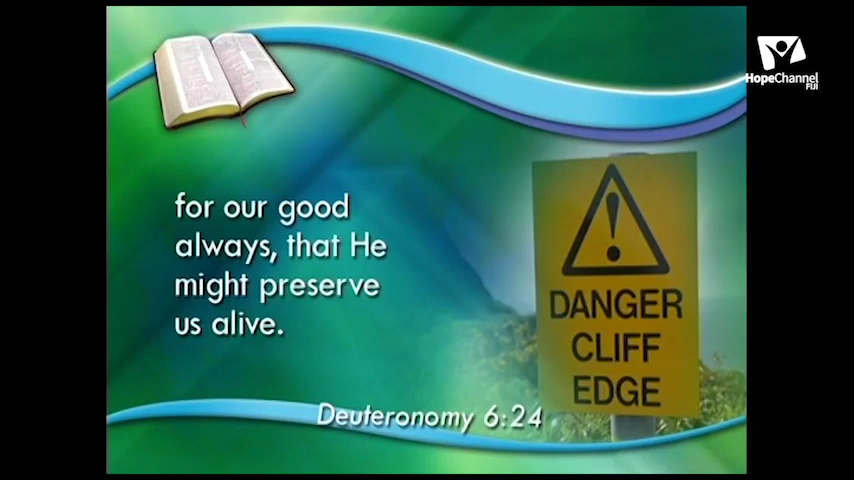 HopeChannel
FIJI
for our good
always, that He
might preserve
us alive.
DANGER
CLIFF
EDGE
Deuteronomy 6:24